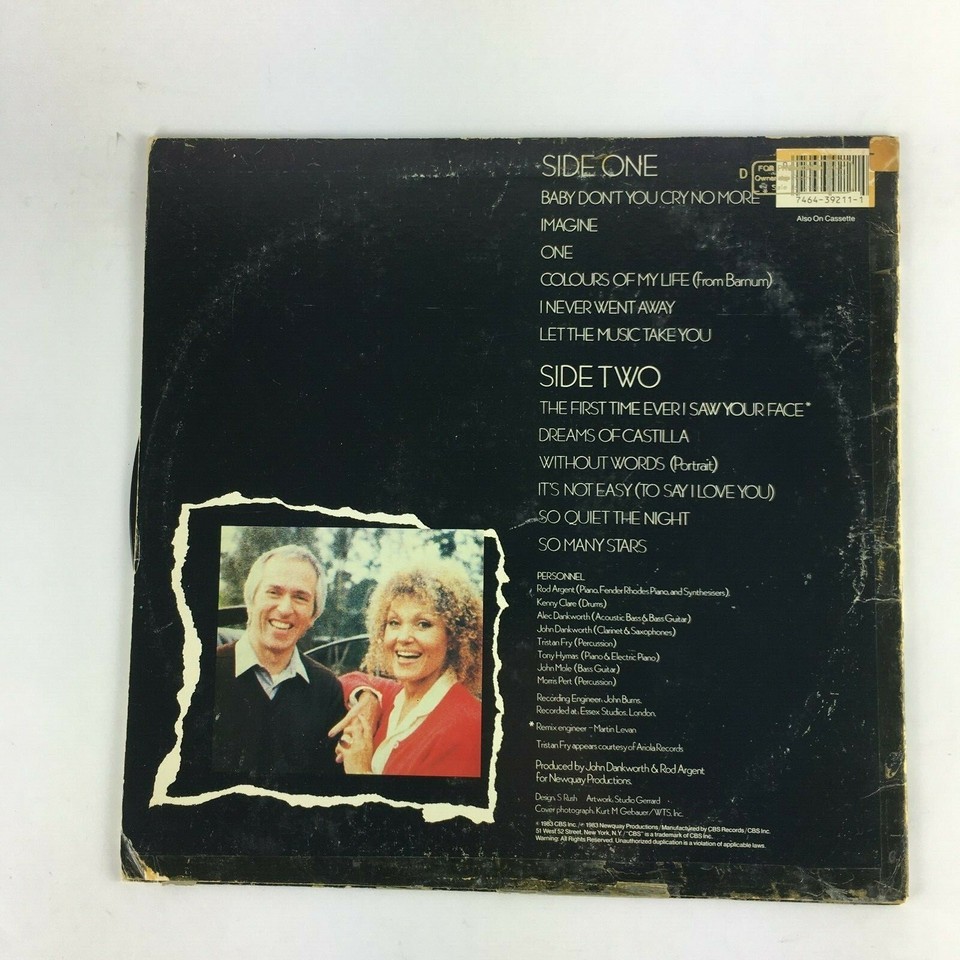 SIDE ONE
BABY DON'T YOU CRY NO MORE
IMAGINE
ONE
COLOURS OF MY LIFE (from Barnum)
I NEVER WENT AWAY
LET THE MUSIC TAKE YOU
D
FOR
7464-39211-1
Also On Cassette
SIDE TWO
THE FIRST TIME EVER I SAW YOUR FACE*
DREAMS OF CASTILLA
WITHOUT WORDS (Portrait)
IT'S NOT EASY (TO SAY I LOVE YOU)
SO QUIET THE NIGHT
SO MANY STARS
PERSONNEL
Rod Argent (Piano, Fender Rhodes Piano, and Synthesisers).
Kenny Clare (Drums)
Alec Dankworth (Acoustic Bass & Bass Guitar)
John Dankworth (Clarinet & Saxophones)
Tristan Fry (Percussion)
Tony Hymas (Piano & Electric Piano)
John Mole (Bass Guitar)
Morris Pert (Percussion)
Recording Engineer: John Burns.
Recorded at: Essex Studios, London.
* Remix engineer – Martin Levan
Tristan Fry appears courtesy of Ariola Records
Produced by John Dankworth & Rod Argent
for Newquay Productions.
Design: S. Rush Artwork: Studio Gerrard
Cover photograph: Kurt M. Gebauer/W.T.S. Inc.
© 1983 CBS Inc./℗ 1983 Newquay Productions/Manufactured by CBS Records/CBS Inc.
51 West 52 Street, New York, N.Y./"CBS" is a trademark of CBS Inc.
Warning: All Rights Reserved. Unauthorized duplication is a violation of applicable laws.